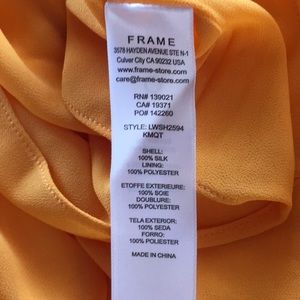 FRAME
3578 HAYDEN AVENUE STE N-1
Culver City CA 90232 USA
www.frame-store.com
care@frame-store.com
RN# 139021
CA# 19371
PO# 142260
STYLE: LWSH2594
KMQT
SHELL:
100% SILK
LINING:
100% POLYESTER
ETOFFE EXTERIEURE:
100% SOIE
DOUBLURE:
100% POLYESTER
TELA EXTERIOR:
100% SEDA
FORRO:
100% POLIESTER
MADE IN CHINA